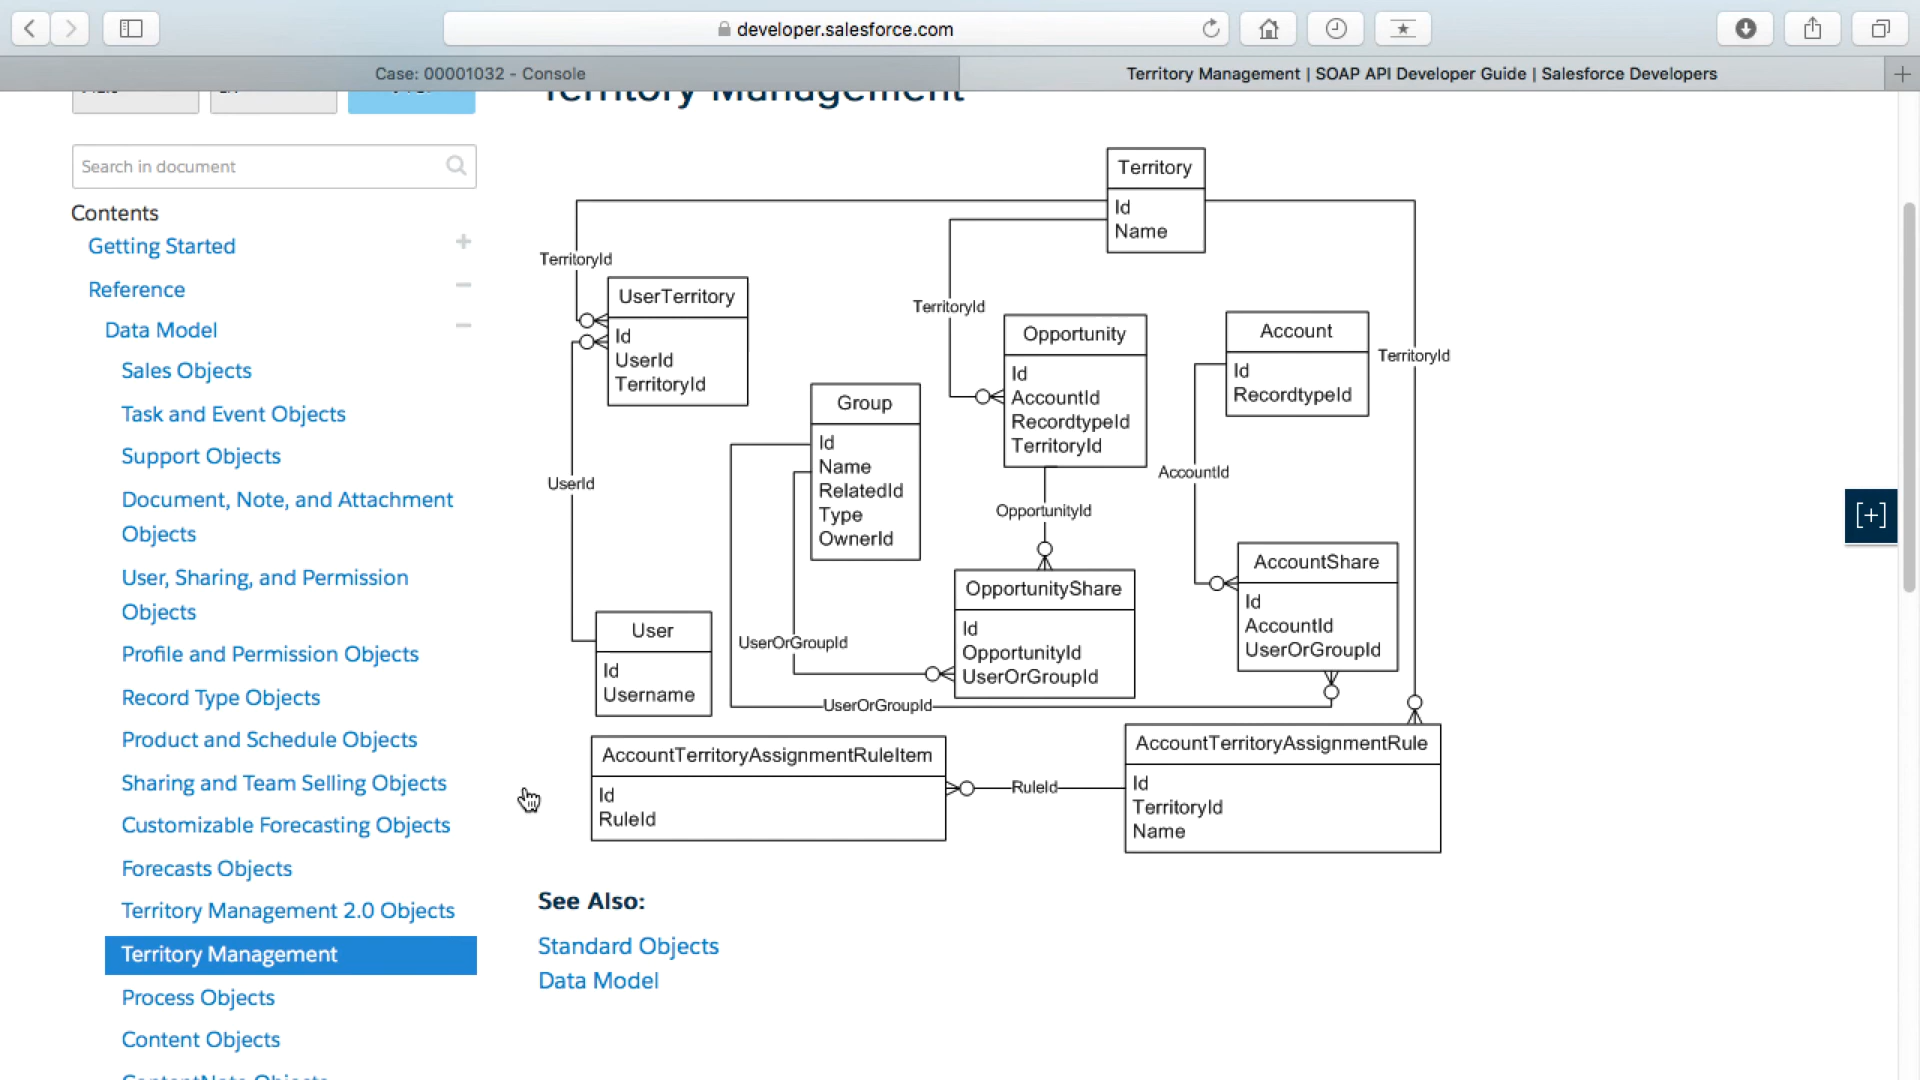 developer.salesforce.com
Case: 00001032 - Console
Territory Management | SOAP API Developer Guide | Salesforce Developers
Territory Management
Search in document
Contents
Getting Started
Reference
Data Model
Sales Objects
Task and Event Objects
Support Objects
Document, Note, and Attachment
Objects
User, Sharing, and Permission
Objects
Profile and Permission Objects
Record Type Objects
Product and Schedule Objects
Sharing and Team Selling Objects
Customizable Forecasting Objects
Forecasts Objects
Territory Management 2.0 Objects
Territory Management
Process Objects
Content Objects
Territory
Id
Name
TerritoryId
UserTerritory
Id
UserId
TerritoryId
TerritoryId
Opportunity
Id
AccountId
RecordtypeId
TerritoryId
Account
Id
RecordtypeId
TerritoryId
Group
Id
Name
RelatedId
Type
OwnerId
UserId
AccountId
OpportunityId
AccountShare
Id
AccountId
UserOrGroupId
OpportunityShare
Id
OpportunityId
UserOrGroupId
User
Id
Username
UserOrGroupId
UserOrGroupId
AccountTerritoryAssignmentRuleItem
Id
RuleId
RuleId
AccountTerritoryAssignmentRule
Id
TerritoryId
Name
See Also:
Standard Objects
Data Model
[+]